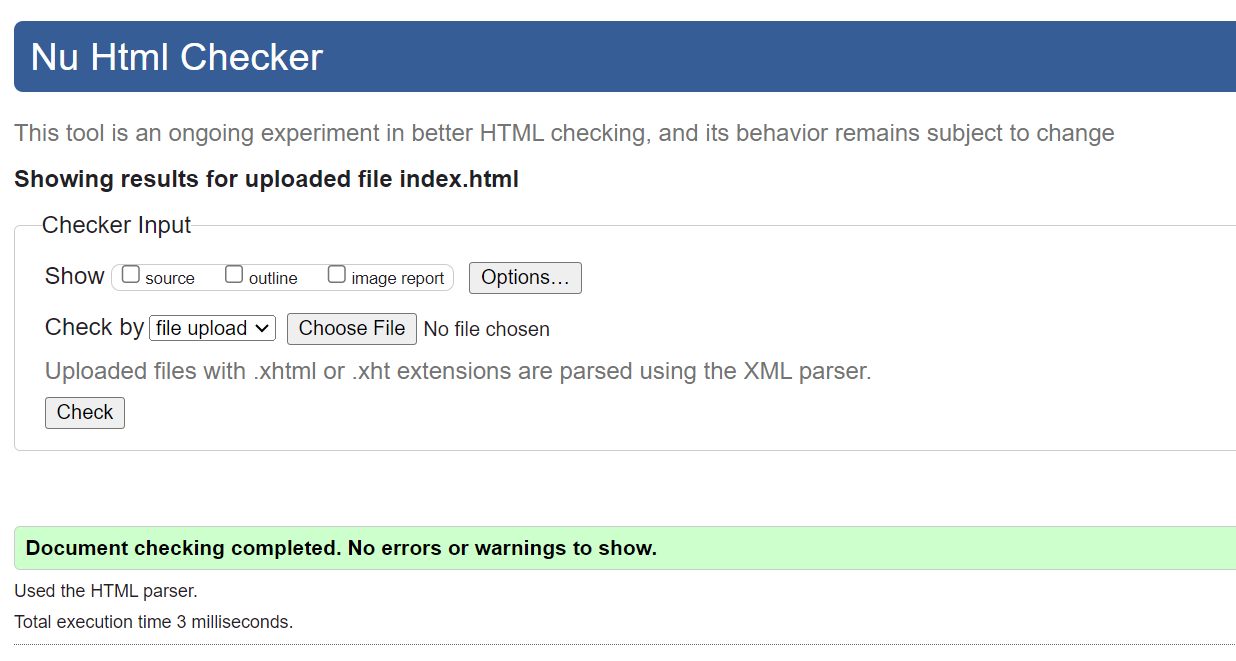 Nu Html Checker
This tool is an ongoing experiment in better HTML checking, and its behavior remains subject to change
Showing results for uploaded file index.html
Checker Input
Show source outline image report Options…
Check by file upload Choose File No file chosen
Uploaded files with .xhtml or .xht extensions are parsed using the XML parser.
Check
Document checking completed. No errors or warnings to show.
Used the HTML parser.
Total execution time 3 milliseconds.